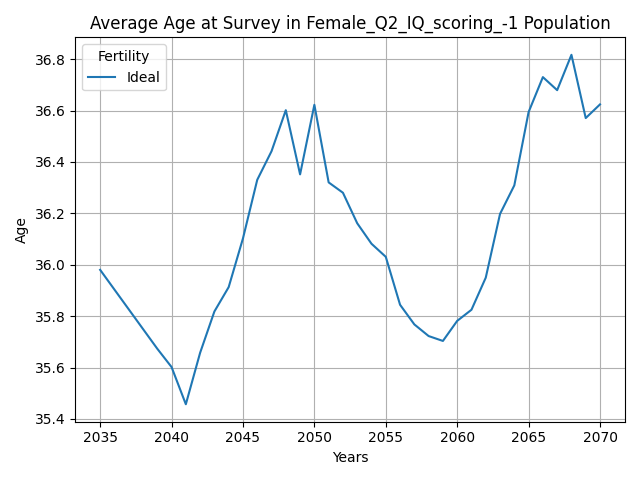 Average Age at Survey in Female_Q2_IQ_scoring_-1 Population
Fertility
Ideal
Age
36.8
36.6
36.4
36.2
36.0
35.8
35.6
35.4
2035 2040 2045 2050 2055 2060 2065 2070
Years